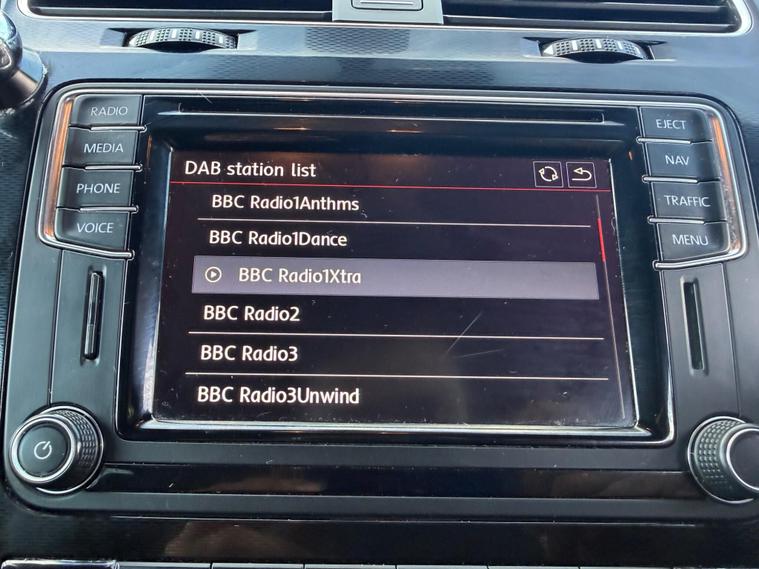 RADIO
MEDIA
PHONE
VOICE
DAB station list
BBC Radio1Anthms
BBC Radio1Dance
BBC Radio1Xtra
BBC Radio2
BBC Radio3
BBC Radio3Unwind
EJECT
NAV
TRAFFIC
MENU